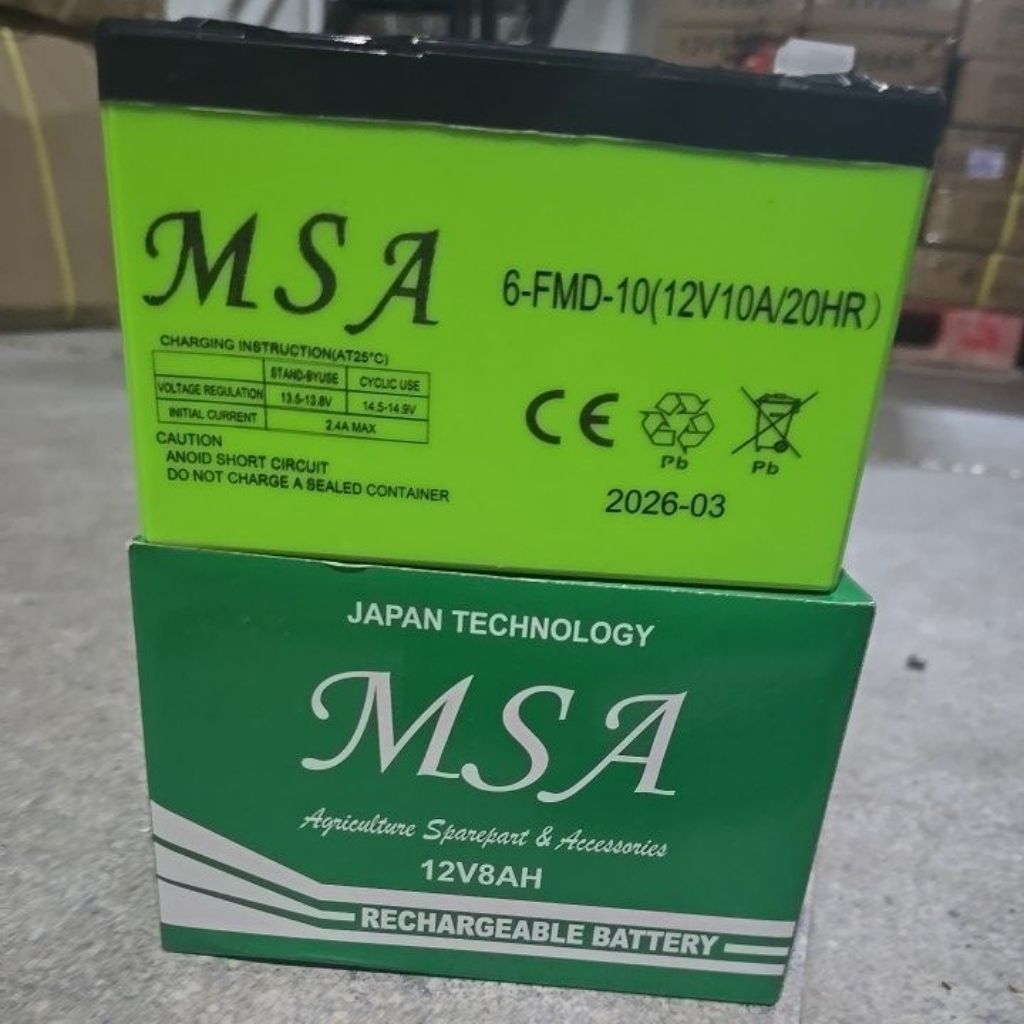 MSA
6-FMD-10(12V10A/20HR)
CHARGING INSTRUCTION(AT25°C)
STAND-BYUSE CYCLIC USE
VOLTAGE REGULATION 13.5-13.8V 14.5-14.9V
INITIAL CURRENT 2.4A MAX
CAUTION
ANOID SHORT CIRCUIT
DO NOT CHARGE A SEALED CONTAINER
CE
Pb Pb
2026-03
JAPAN TECHNOLOGY
MSA
Agriculture Sparepart & Accessories
12V8AH
RECHARGEABLE BATTERY